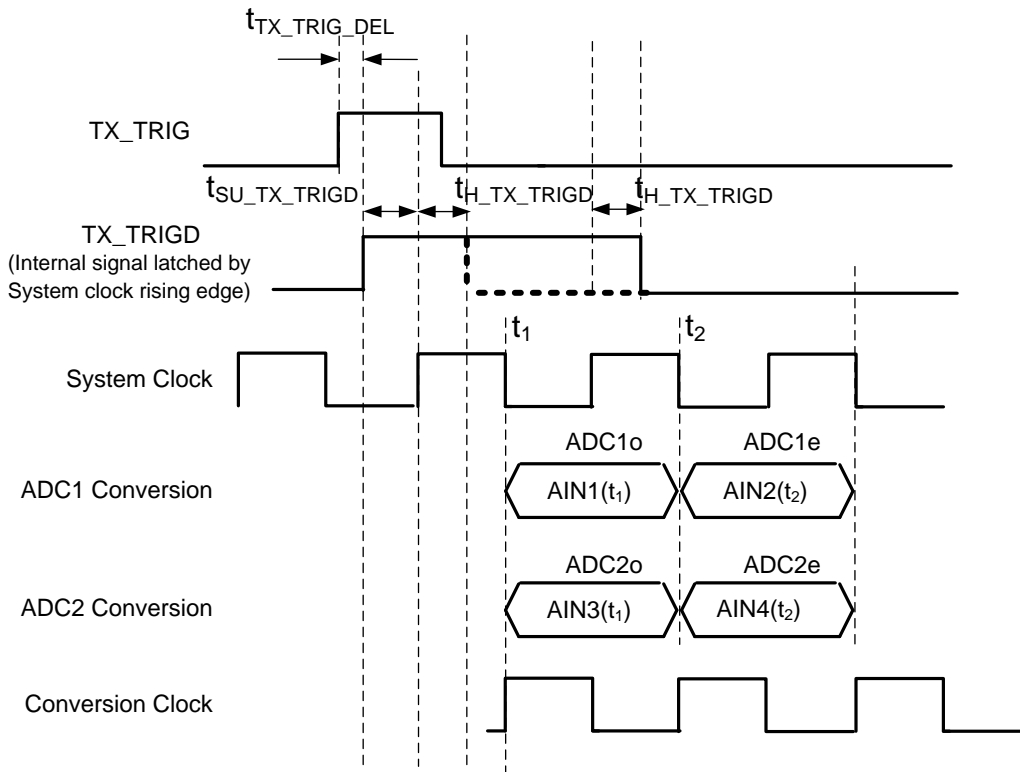 tTX_TRIG_DEL
TX_TRIG
tSU_TX_TRIGD
tH_TX_TRIGD
tH_TX_TRIGD
TX_TRIGD
(Internal signal latched by
System clock rising edge)
t1
t2
System Clock
ADC1o
ADC1e
ADC1 Conversion
AIN1(t1)
AIN2(t2)
ADC2o
ADC2e
ADC2 Conversion
AIN3(t1)
AIN4(t2)
Conversion Clock